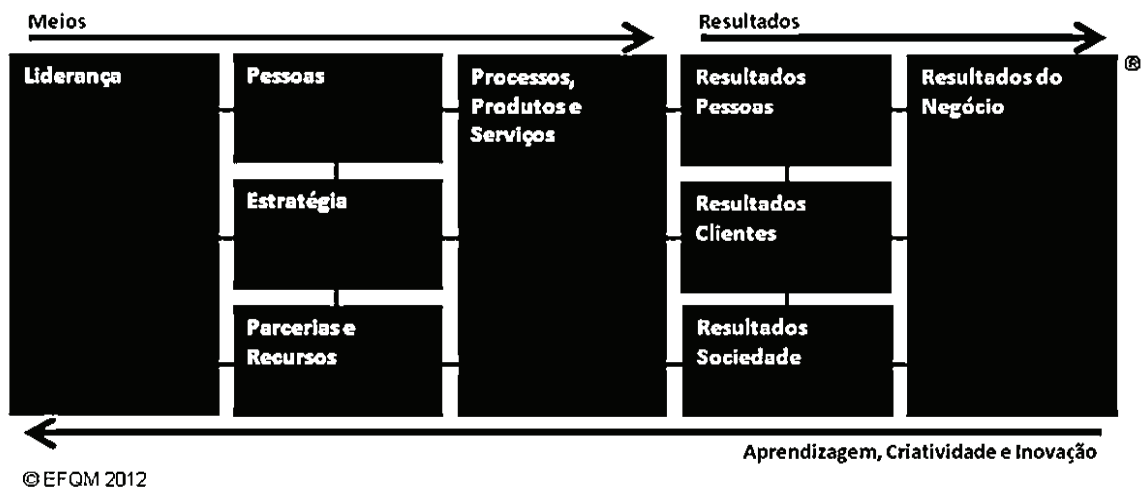 Meios
Resultados
Liderança
Pessoas
Processos,
Produtos e
Serviços
Resultados
Pessoas
Resultados do
Negócio
®
Estratégia
Resultados
Clientes
Parcerias e
Recursos
Resultados
Sociedade
Aprendizagem, Criatividade e Inovação
© EFQM 2012